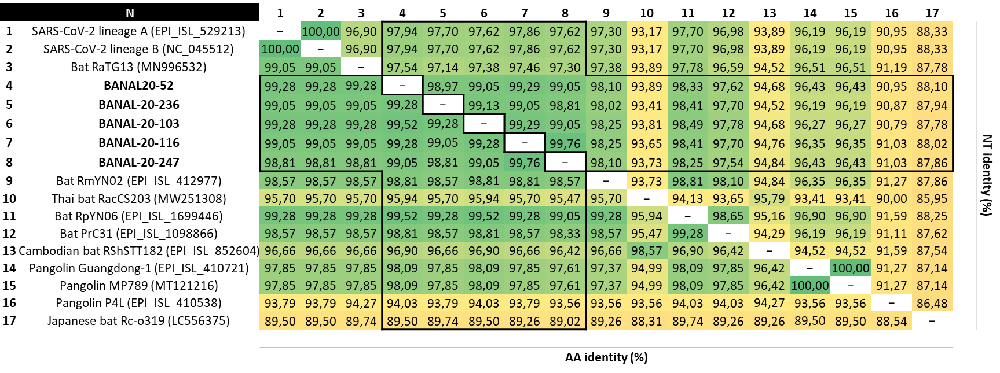 N 1 2 3 4 5 6 7 8 9 10 11 12 13 14 15 16 17
1 SARS-CoV-2 lineage A (EPI_ISL_529213) – 100,00 96,90 97,94 97,70 97,62 97,86 97,62 97,30 93,17 97,70 96,98 93,89 96,19 96,19 90,95 88,33
2 SARS-CoV-2 lineage B (NC_045512) 100,00 – 96,90 97,94 97,70 97,62 97,86 97,62 97,30 93,17 97,70 96,98 93,89 96,19 96,19 90,95 88,33
3 Bat RaTG13 (MN996532) 99,05 99,05 – 97,54 97,14 97,38 97,46 97,30 97,38 93,89 97,78 96,59 94,52 96,51 96,51 91,19 87,78
4 BANAL20-52 99,28 99,28 99,28 – 98,97 99,05 99,29 99,05 98,10 93,89 98,33 97,62 94,68 96,43 96,43 90,95 88,10
5 BANAL-20-236 99,05 99,05 99,05 99,28 – 99,13 99,05 98,81 98,02 93,41 98,41 97,70 94,52 96,19 96,19 90,87 87,94
6 BANAL-20-103 99,28 99,28 99,28 99,52 99,28 – 99,29 99,05 98,25 93,81 98,49 97,78 94,68 96,27 96,27 90,79 87,78
7 BANAL-20-116 99,05 99,05 99,05 99,28 99,05 99,28 – 99,76 98,25 93,65 98,41 97,70 94,76 96,35 96,35 91,03 88,02
8 BANAL-20-247 98,81 98,81 98,81 99,05 98,81 99,05 99,76 – 98,10 93,73 98,25 97,54 94,84 96,43 96,43 91,03 87,86
9 Bat RmYN02 (EPI_ISL_412977) 98,57 98,57 98,57 98,81 98,57 98,81 98,81 98,57 – 93,73 98,81 98,10 94,84 96,35 96,35 91,27 87,86
10 Thai bat RacCS203 (MW251308) 95,70 95,70 95,70 95,94 95,70 95,94 95,70 95,47 95,70 – 94,13 93,65 95,79 93,41 93,41 90,00 85,95
11 Bat RpYN06 (EPI_ISL_1699446) 99,28 99,28 99,28 99,52 99,28 99,52 99,28 99,05 99,28 95,94 – 98,65 95,16 96,90 96,90 91,59 88,25
12 Bat PrC31 (EPI_ISL_1098866) 98,57 98,57 98,57 98,81 98,57 98,81 98,57 98,33 98,57 95,47 99,28 – 94,29 96,19 96,19 91,11 87,62
13 Cambodian bat RShSTT182 (EPI_ISL_852604) 96,66 96,66 96,66 96,90 96,66 96,90 96,66 96,42 96,66 98,57 96,90 96,42 – 94,52 94,52 91,59 87,54
14 Pangolin Guangdong-1 (EPI_ISL_410721) 97,85 97,85 97,85 98,09 97,85 98,09 97,85 97,61 97,37 94,99 98,09 97,85 96,42 – 100,00 91,27 87,14
15 Pangolin MP789 (MT121216) 97,85 97,85 97,85 98,09 97,85 98,09 97,85 97,61 97,37 94,99 98,09 97,85 96,42 100,00 – 91,27 87,14
16 Pangolin P4L (EPI_ISL_410538) 93,79 93,79 94,27 94,03 93,79 94,03 93,79 93,56 93,56 93,56 94,03 94,03 94,27 93,56 93,56 – 86,48
17 Japanese bat Rc-o319 (LC556375) 89,50 89,50 89,74 89,50 89,74 89,50 89,26 89,02 89,26 88,31 89,74 89,26 89,26 89,50 89,50 88,54 –
NT identity (%)
AA identity (%)